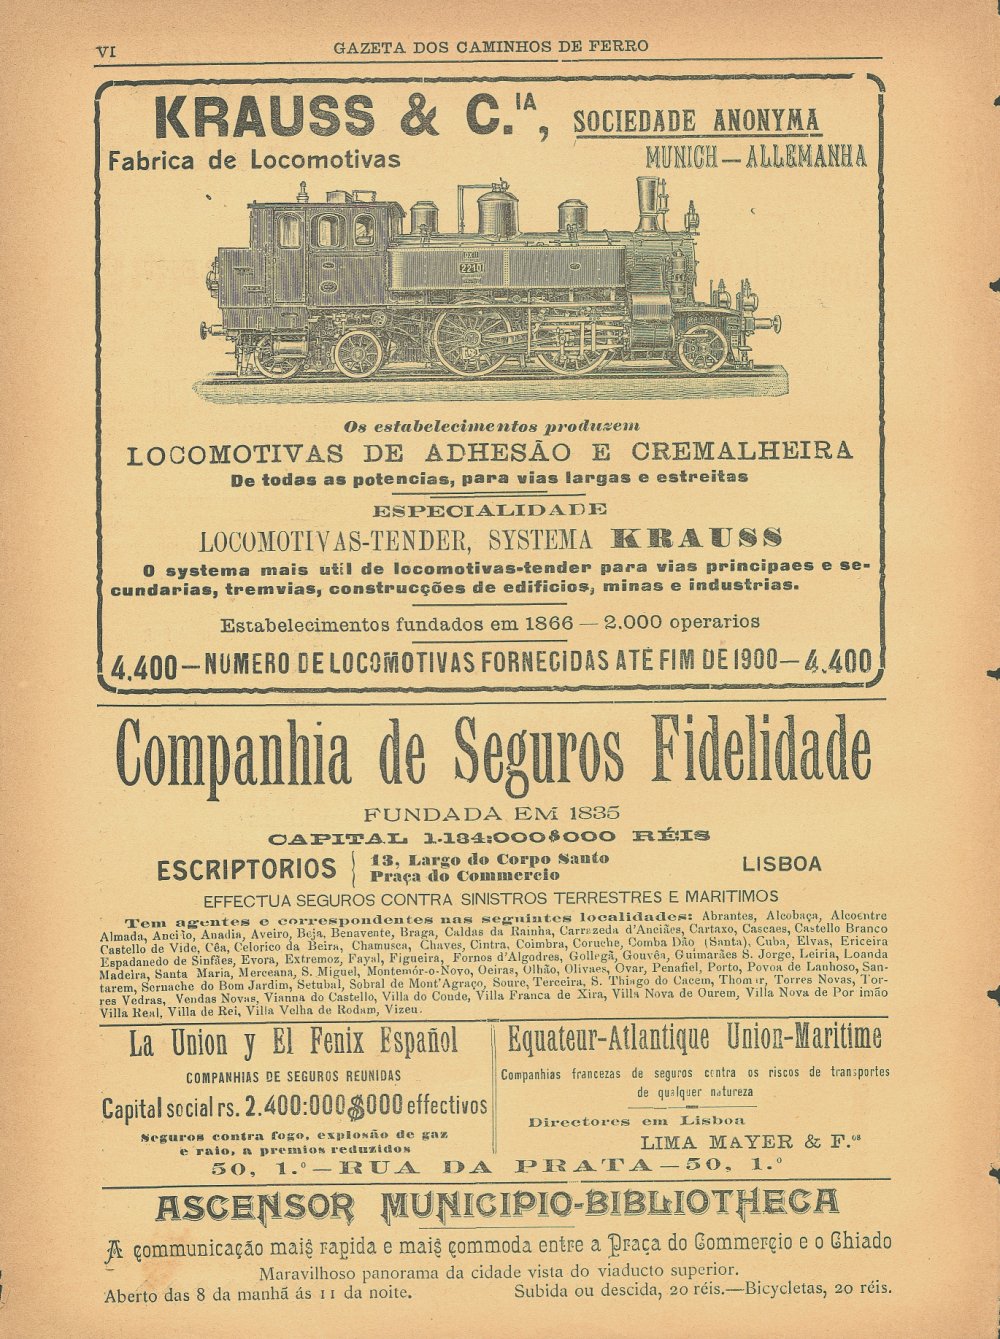 VI
GAZETA DOS CAMINHOS DE FERRO
KRAUSS & C.IA, SOCIEDADE ANONYMA
Fabrica de Locomotivas
MUNICH—ALLEMANHA
2210
Os estabelecimentos produzem
LOCOMOTIVAS DE ADHESÃO E CREMALHEIRA
De todas as potencias, para vias largas e estreitas
ESPECIALIDADE
LOCOMOTIVAS-TENDER, SYSTEMA KRAUSS
O systema mais util de locomotivas-tender para vias principaes e se-
cundarias, tremvias, construcções de edificios, minas e industrias.
Estabelecimentos fundados em 1866 — 2.000 operarios
4.400—NUMERO DE LOCOMOTIVAS FORNECIDAS ATÉ FIM DE 1900—4.400
Companhia de Seguros Fidelidade
FUNDADA EM 1835
CAPITAL 1.134:000$000 RÉIS
ESCRIPTORIOS { 13, Largo do Corpo Santo
Praça do Commercio
LISBOA
EFFECTUA SEGUROS CONTRA SINISTROS TERRESTRES E MARITIMOS
Tem agentes e correspondentes nas seguintes localidades: Abrantes, Alcobaça, Alcoentre
Almada, Ancião, Anadia, Aveiro, Beja, Benavente, Braga, Caldas da Rainha, Carrazeda d'Anciães, Cartaxo, Cascaes, Castello Branco
Castello de Vide, Cêa, Celorico da Beira, Chamusca, Chaves, Cintra, Coimbra, Coruche, Comba Dão (Santa), Cuba, Elvas, Ericeira
Espadanedo de Sinfães, Evora, Extremoz, Fayal, Figueira, Fornos d'Algodres, Gollegã, Gouvêa, Guimarães S. Jorge, Leiria, Loanda
Madeira, Santa Maria, Merceana, S. Miguel, Montemór-o-Novo, Oeiras, Olhão, Olivaes, Ovar, Penafiel, Porto, Povoa de Lanhoso, San-
tarem, Sernache do Bom Jardim, Setubal, Sobral de Mont'Agraço, Soure, Terceira, S. Thiago do Cacem, Thomar, Torres Novas, Tor-
res Vedras, Vendas Novas, Vianna do Castello, Villa do Conde, Villa Franca de Xira, Villa Nova de Ourem, Villa Nova de Por imão
Villa Real, Villa de Rei, Villa Velha de Rodam, Vizeu.
La Union y El Fenix Español
COMPANHIAS DE SEGUROS REUNIDAS
Capital social rs. 2.400:000$000 effectivos
Seguros contra fogo, explosão de gaz
e raio, a premios reduzidos
Equateur-Atlantique Union-Maritime
Companhias francezas de seguros contra os riscos de transportes
de qualquer natureza
Directores em Lisboa
LIMA MAYER & F.os
50, 1.º—RUA DA PRATA—50, 1.º
ASCENSOR MUNICIPIO-BIBLIOTHECA
A communicação mais rapida e mais commoda entre a Praça do Commercio e o Chiado
Maravilhoso panorama da cidade vista do viaducto superior.
Aberto das 8 da manhã ás 11 da noite. Subida ou descida, 20 réis.—Bicycletas, 20 réis.